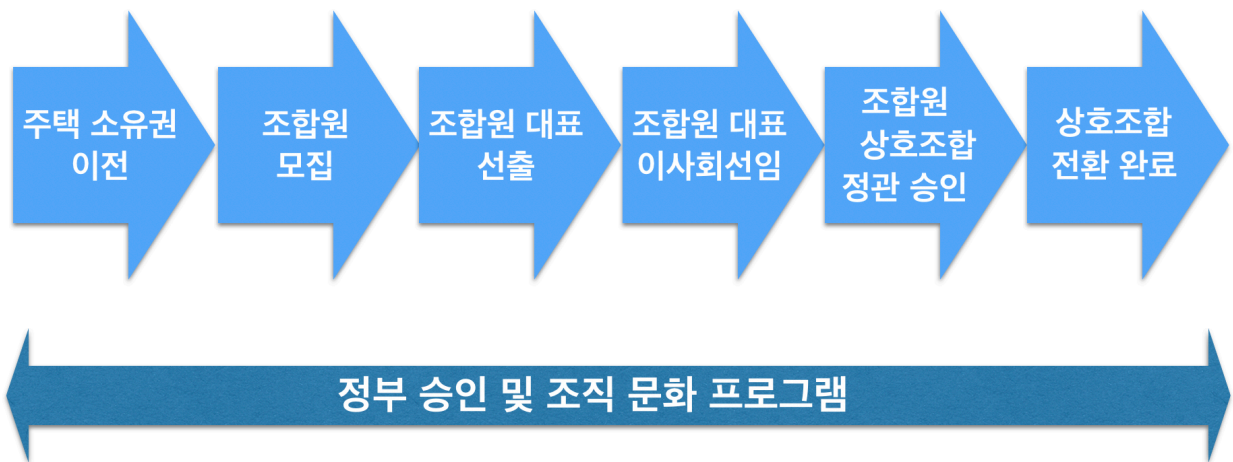 주택 소유권
이전
조합원
모집
조합원 대표
선출
조합원 대표
이사회선임
조합원
상호조합
정관 승인
상호조합
전환 완료
정부 승인 및 조직 문화 프로그램